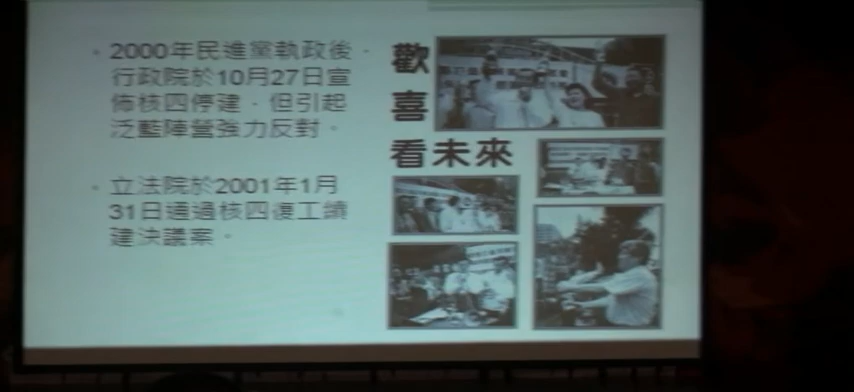 • 2000年民進黨執政後，
行政院於10月27日宣
佈核四停建，但引起
泛藍陣營強力反對。
• 立法院於2001年1月
31日通過核四復工續
建決議案。
歡
喜
看未來